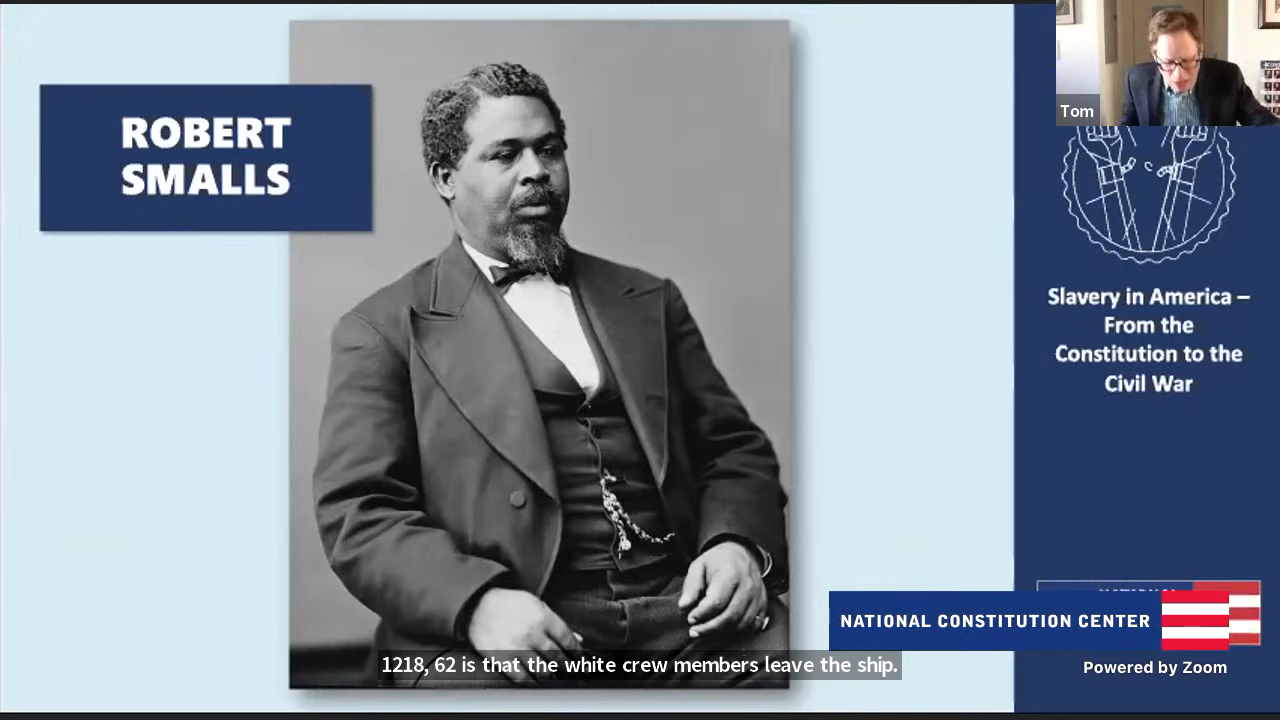 ROBERT
SMALLS
Tom
Slavery in America –
From the
Constitution to the
Civil War
NATIONAL CONSTITUTION CENTER
1218, 62 is that the white crew members leave the ship.
Powered by Zoom